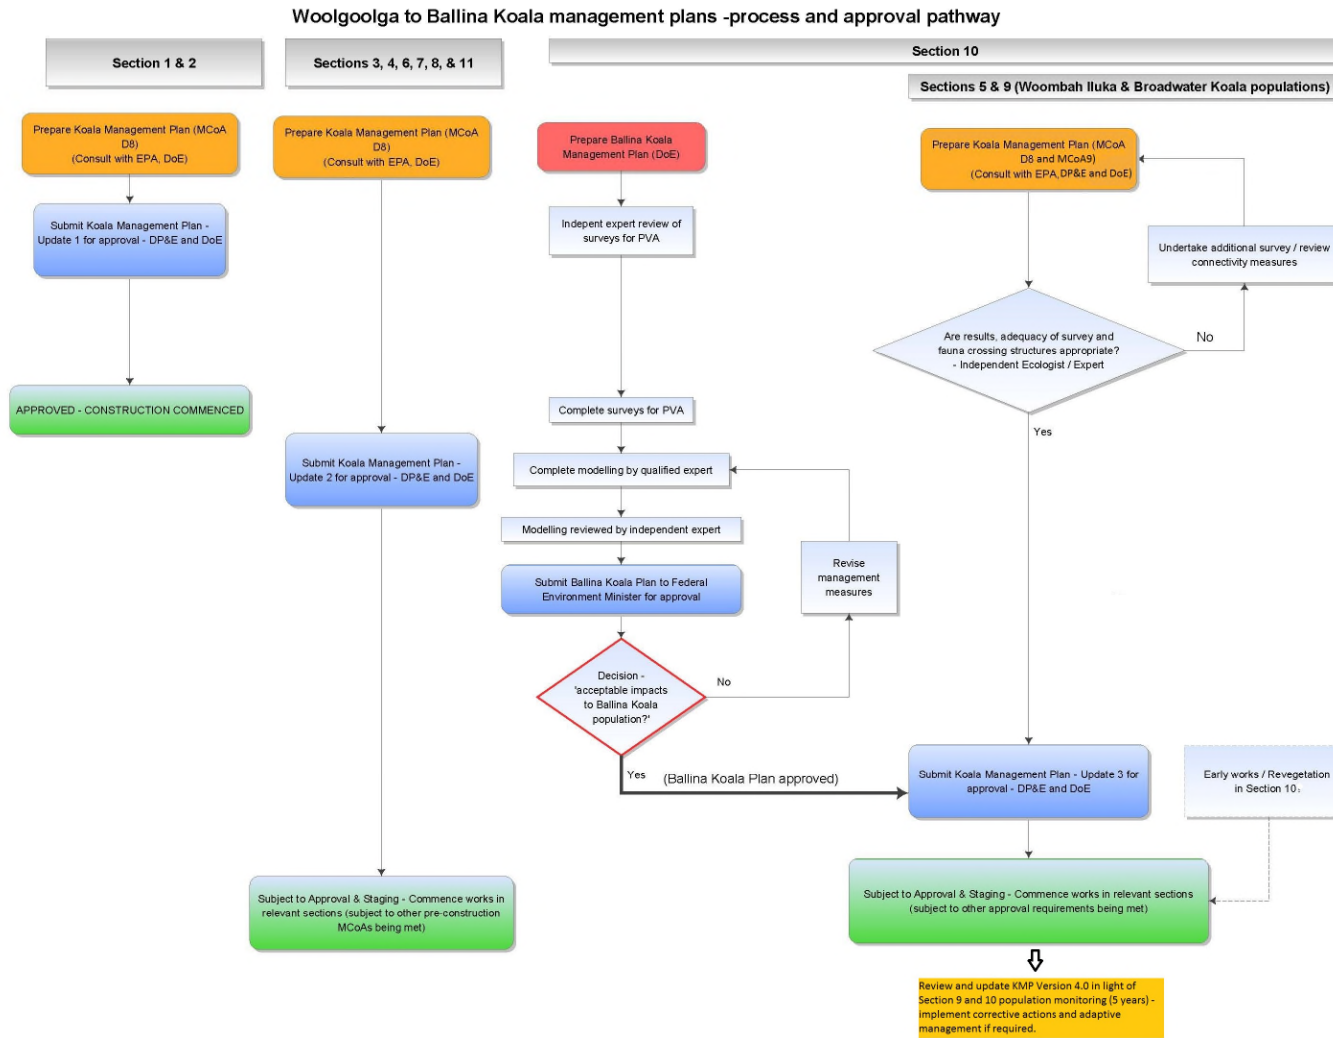 Woolgoolga to Ballina Koala management plans -process and approval pathway
Section 1 & 2
Sections 3, 4, 6, 7, 8, & 11
Section 10
Sections 5 & 9 (Woombah Iluka & Broadwater Koala populations)
Prepare Koala Management Plan (MCoA
D8)
(Consult with EPA, DoE)
Submit Koala Management Plan -
Update 1 for approval - DP&E and DoE
APPROVED - CONSTRUCTION COMMENCED
Prepare Koala Management Plan (MCoA
D8)
(Consult with EPA, DoE)
Submit Koala Management Plan -
Update 2 for approval - DP&E and DoE
Subject to Approval & Staging - Commence works in
relevant sections (subject to other pre-construction
MCoAs being met)
Prepare Ballina Koala
Management Plan (DoE)
Indepent expert review of
surveys for PVA
Complete surveys for PVA
Complete modelling by qualified expert
Modelling reviewed by independent expert
Submit Ballina Koala Plan to Federal
Environment Minister for approval
Revise
management
measures
Decision -
'acceptable impacts
to Ballina Koala
population?'
No
Yes
(Ballina Koala Plan approved)
Prepare Koala Management Plan (MCoA
D8 and MCoA9)
(Consult with EPA,DP&E and DoE)
Undertake additional survey / review
connectivity measures
Are results, adequacy of survey and
fauna crossing structures appropriate?
- Independent Ecologist / Expert
No
Yes
Submit Koala Management Plan - Update 3 for
approval - DP&E and DoE
Early works / Revegetation
in Section 10
Subject to Approval & Staging - Commence works in relevant sections
(subject to other approval requirements being met)
Review and update KMP Version 4.0 in light of
Section 9 and 10 population monitoring (5 years) -
implement corrective actions and adaptive
management if required.